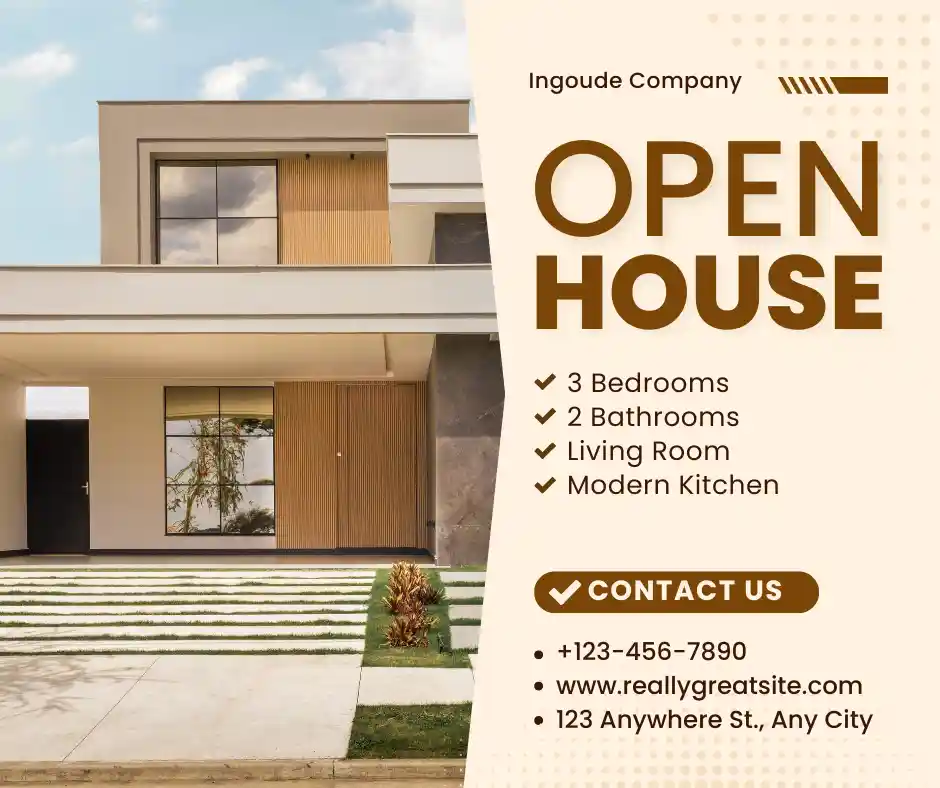 Ingoude Company
OPEN
HOUSE
3 Bedrooms
2 Bathrooms
Living Room
Modern Kitchen
CONTACT US
+123-456-7890
www.reallygreatsite.com
123 Anywhere St., Any City